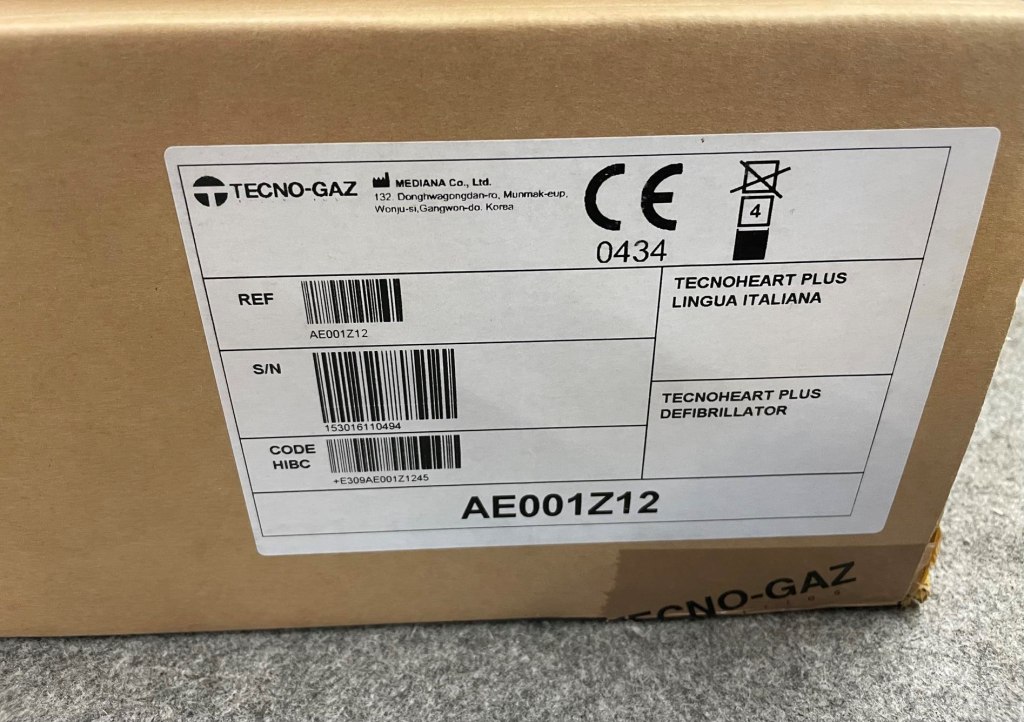 TECNO-GAZ
MEDIANA Co., Ltd.
132. Donghwagongdan-ro, Munmak-eup,
Wonju-si,Gangwon-do. Korea
CE
0434
4
REF
AE001Z12
TECNOHEART PLUS
LINGUA ITALIANA
S/N
153016110494
TECNOHEART PLUS
DEFIBRILLATOR
CODE
HIBC
+E309AE001Z1245
AE001Z12
TECNO-GAZ